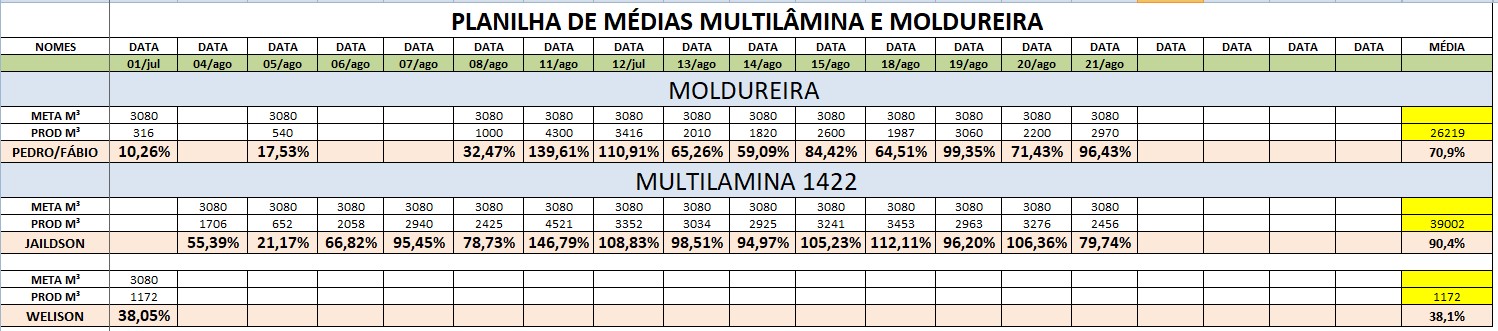 PLANILHA DE MÉDIAS MULTILÂMINA E MOLDUREIRA
NOMES DATA DATA DATA DATA DATA DATA DATA DATA DATA DATA DATA DATA DATA DATA DATA DATA DATA DATA DATA MÉDIA
01/jul 04/ago 05/ago 06/ago 07/ago 08/ago 11/ago 12/jul 13/ago 14/ago 15/ago 18/ago 19/ago 20/ago 21/ago
MOLDUREIRA
META M³ 3080 3080 3080 3080 3080 3080 3080 3080 3080 3080 3080 3080
PROD M³ 316 540 1000 4300 3416 2010 1820 2600 1987 3060 2200 2970 26219
PEDRO/FÁBIO 10,26% 17,53% 32,47% 139,61% 110,91% 65,26% 59,09% 84,42% 64,51% 99,35% 71,43% 96,43% 70,9%
MULTILAMINA 1422
META M³ 3080 3080 3080 3080 3080 3080 3080 3080 3080 3080 3080 3080 3080 3080
PROD M³ 1706 652 2058 2940 2425 4521 3352 3034 2925 3241 3453 2963 3276 2456 39002
JAILDSON 55,39% 21,17% 66,82% 95,45% 78,73% 146,79% 108,83% 98,51% 94,97% 105,23% 112,11% 96,20% 106,36% 79,74% 90,4%
META M³ 3080
PROD M³ 1172 1172
WELISON 38,05% 38,1%